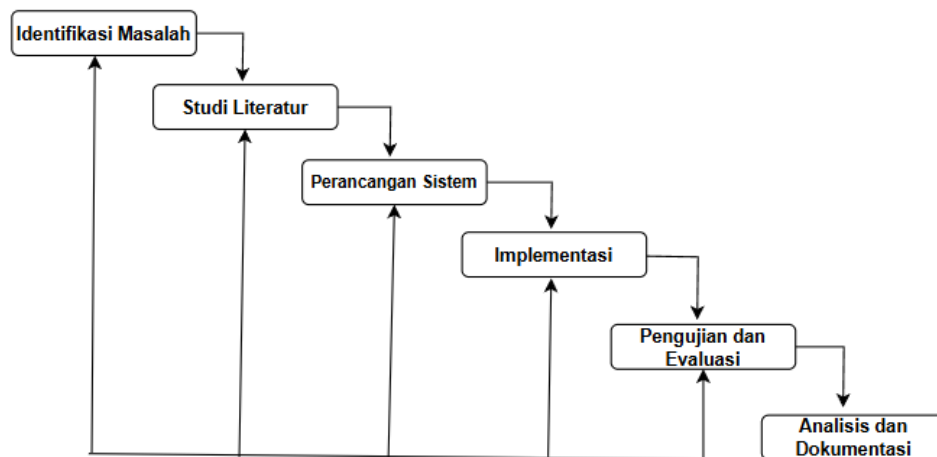 Identifikasi Masalah
Studi Literatur
Perancangan Sistem
Implementasi
Pengujian dan
Evaluasi
Analisis dan
Dokumentasi